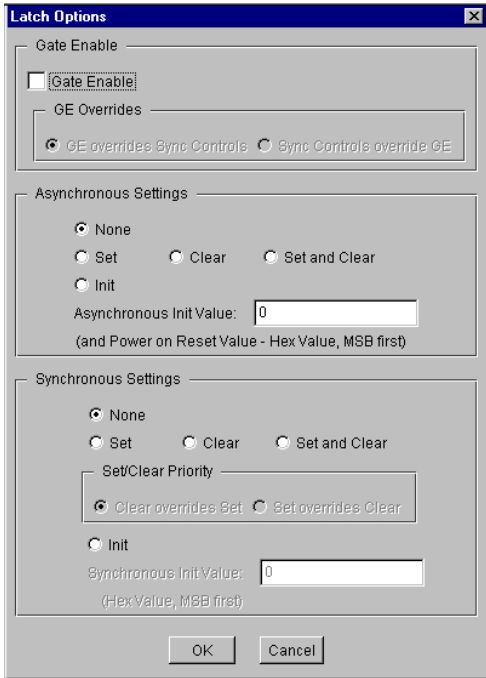 Latch Options
Gate Enable
Gate Enable
GE Overrides
GE overrides Sync Controls Sync Controls override GE
Asynchronous Settings
None
Set Clear Set and Clear
Init
Asynchronous Init Value: 0
(and Power on Reset Value - Hex Value, MSB first)
Synchronous Settings
None
Set Clear Set and Clear
Set/Clear Priority
Clear overrides Set Set overrides Clear
Init
Synchronous Init Value: 0
(Hex Value, MSB first)
OK Cancel